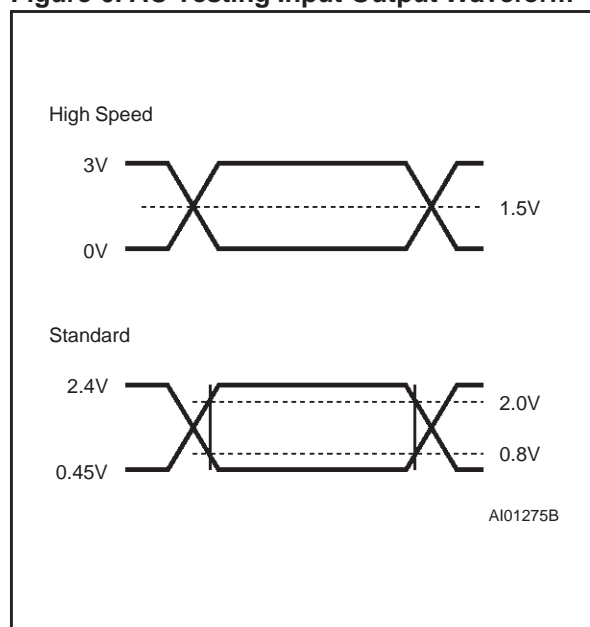 Figure 6. AC Testing Input Output Waveform
High Speed
3V
1.5V
0V
Standard
2.4V
2.0V
0.8V
0.45V
AI01275B